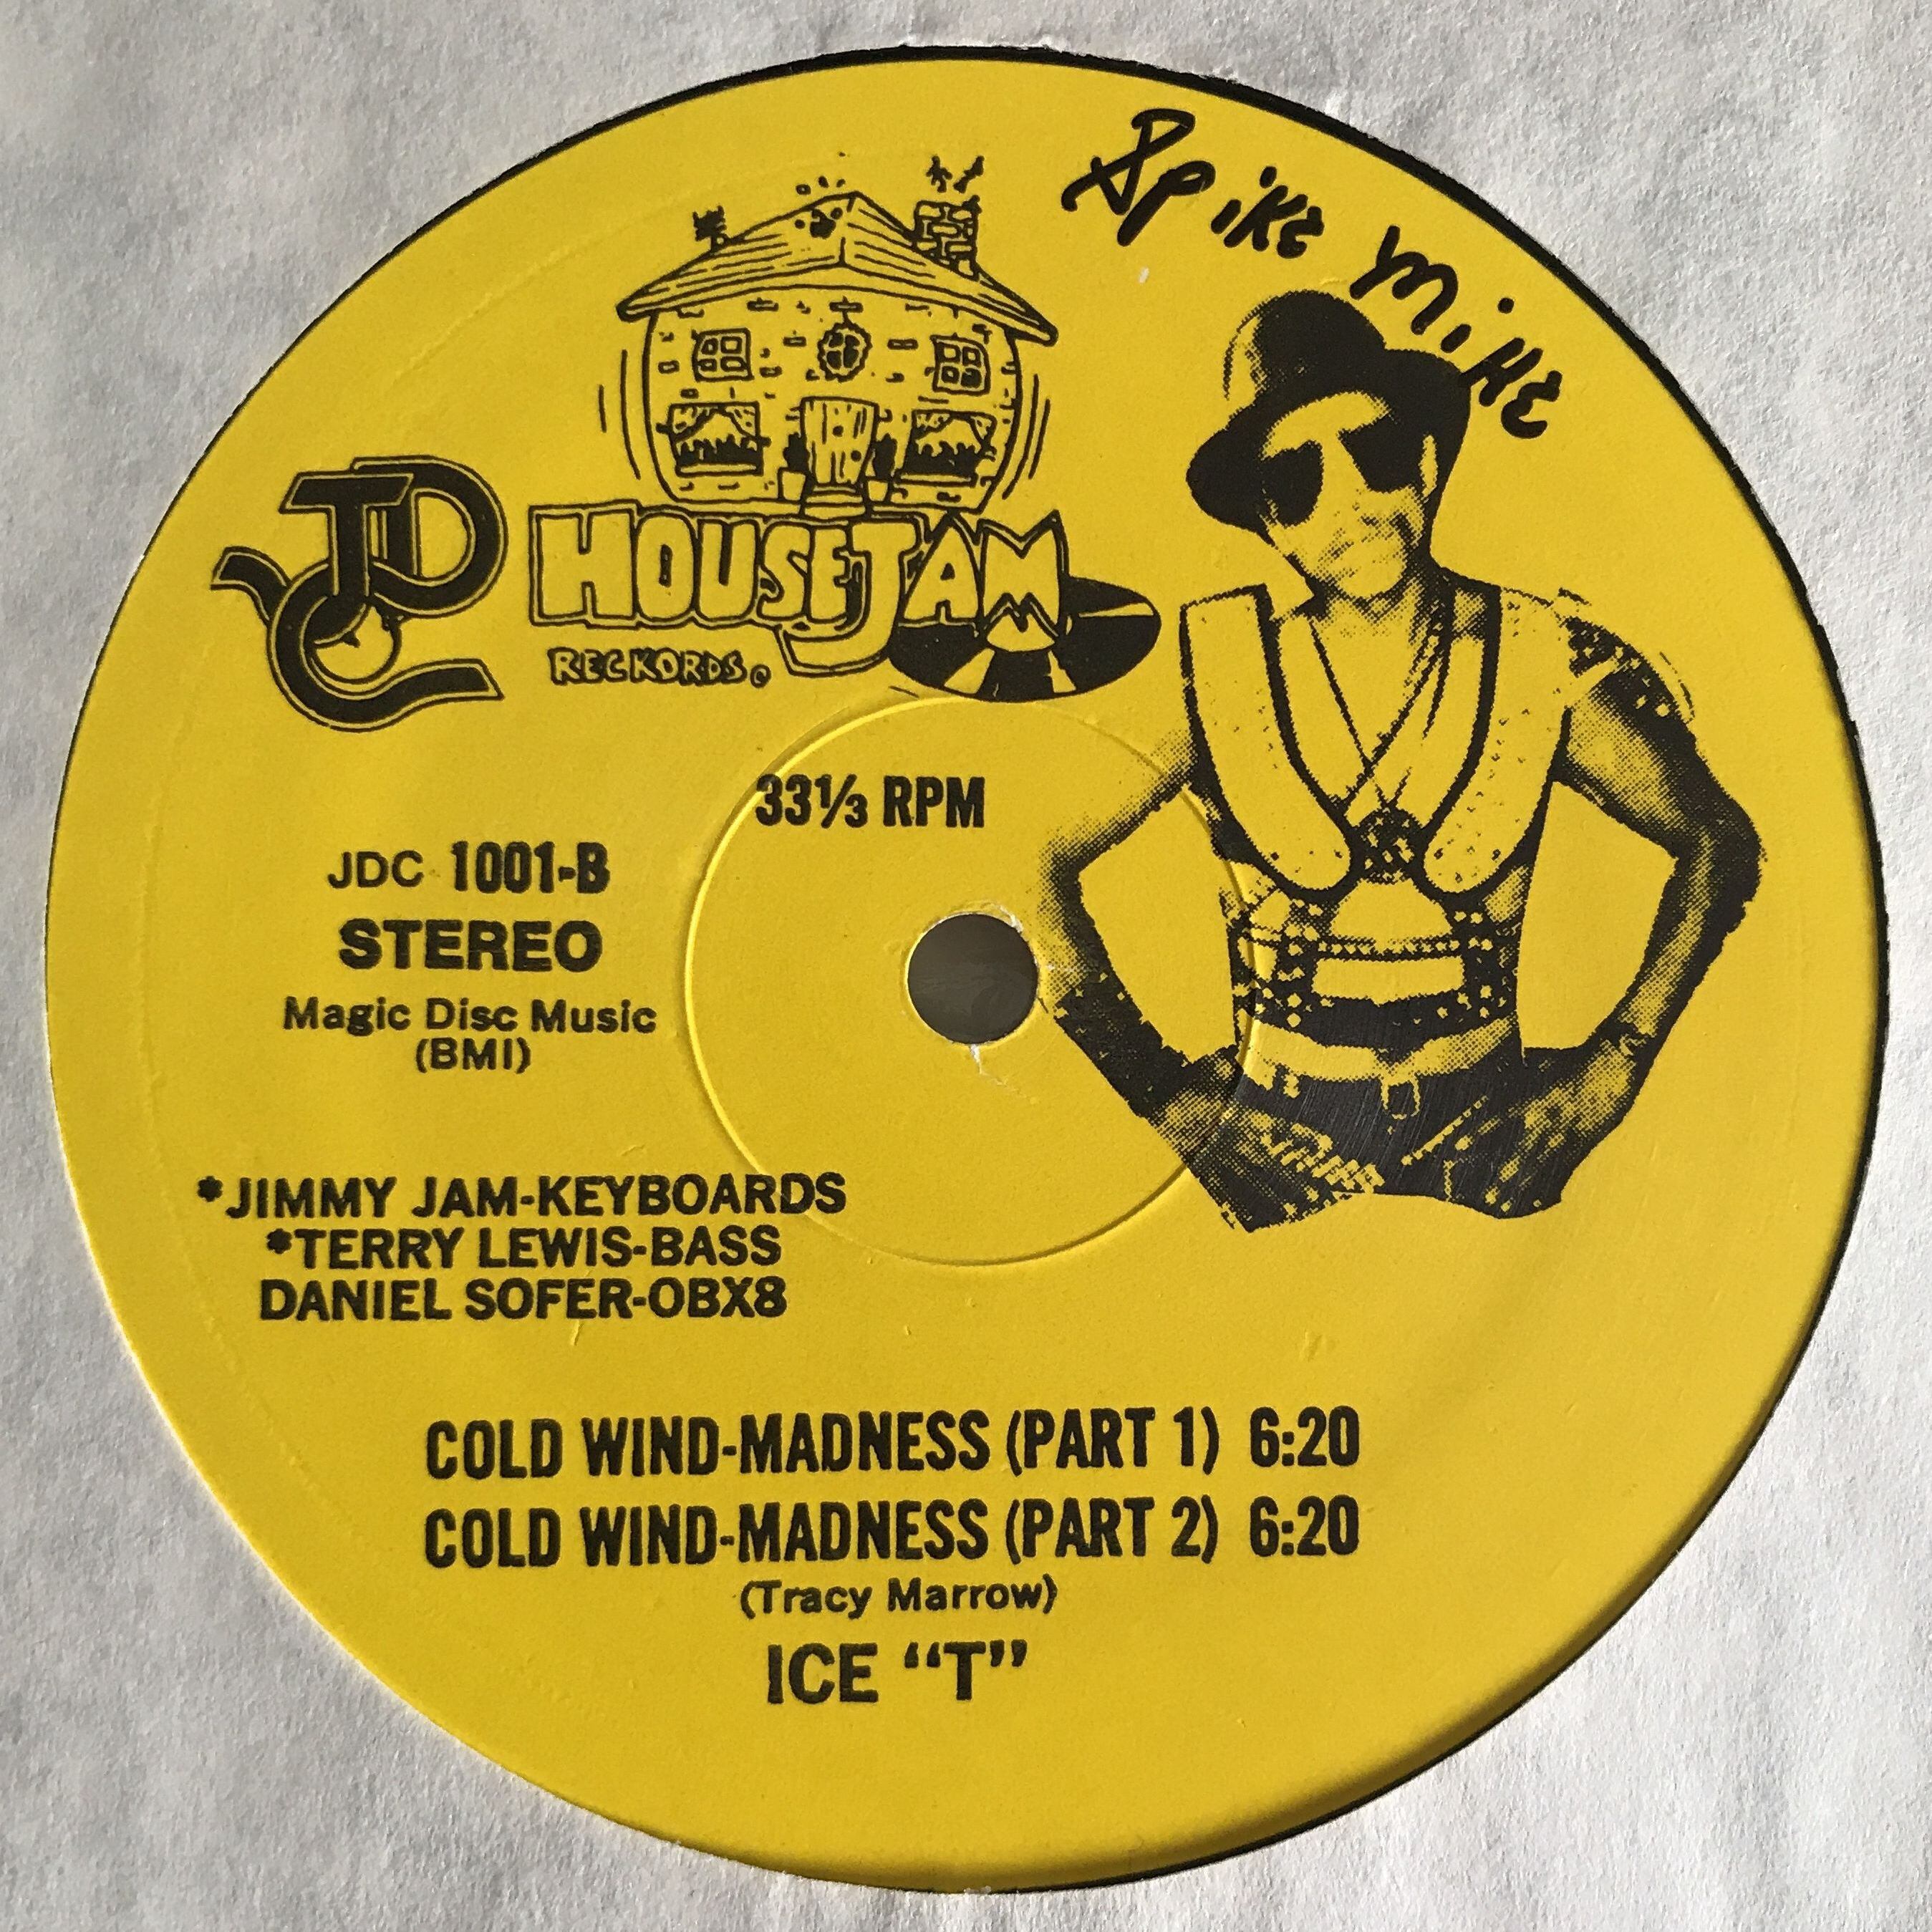 Spike Mike
JDC
HOUSEJAM
RECKORDS.
33⅓ RPM
JDC 1001-B
STEREO
Magic Disc Music
(BMI)
*JIMMY JAM-KEYBOARDS
*TERRY LEWIS-BASS
DANIEL SOFER-OBX8
COLD WIND-MADNESS (PART 1) 6:20
COLD WIND-MADNESS (PART 2) 6:20
(Tracy Marrow)
ICE “T”